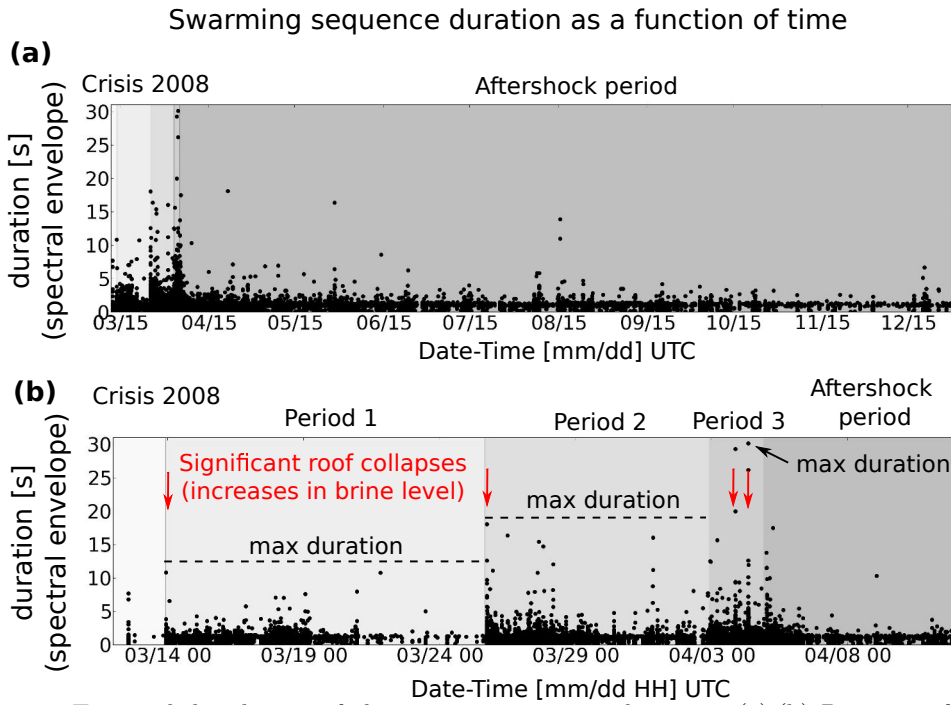 Swarming sequence duration as a function of time
(a)
Crisis 2008
Aftershock period
duration [s]
(spectral envelope)
30
25
20
15
10
5
0
03/15 04/15 05/15 06/15 07/15 08/15 09/15 10/15 11/15 12/15
Date-Time [mm/dd] UTC
(b)
Crisis 2008
Period 1
Period 2
Period 3
Aftershock
period
duration [s]
(spectral envelope)
30
25
20
15
10
5
0
Significant roof collapses
(increases in brine level)
max duration
max duration
max duration
03/14 00 03/19 00 03/24 00 03/29 00 04/03 00 04/08 00
Date-Time [mm/dd HH] UTC